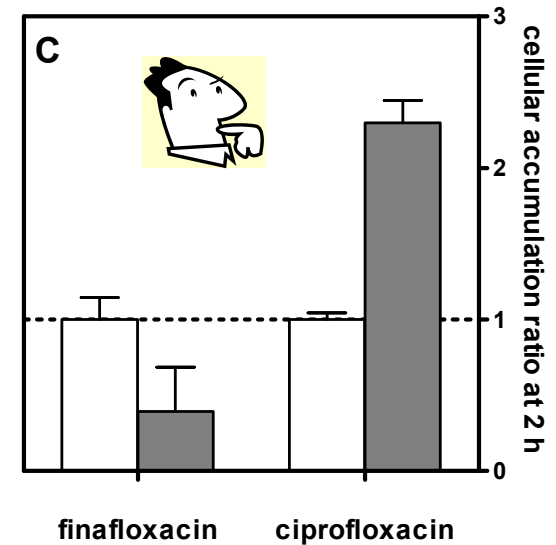 C
3
2
1
0
cellular accumulation ratio at 2 h
finafloxacin ciprofloxacin